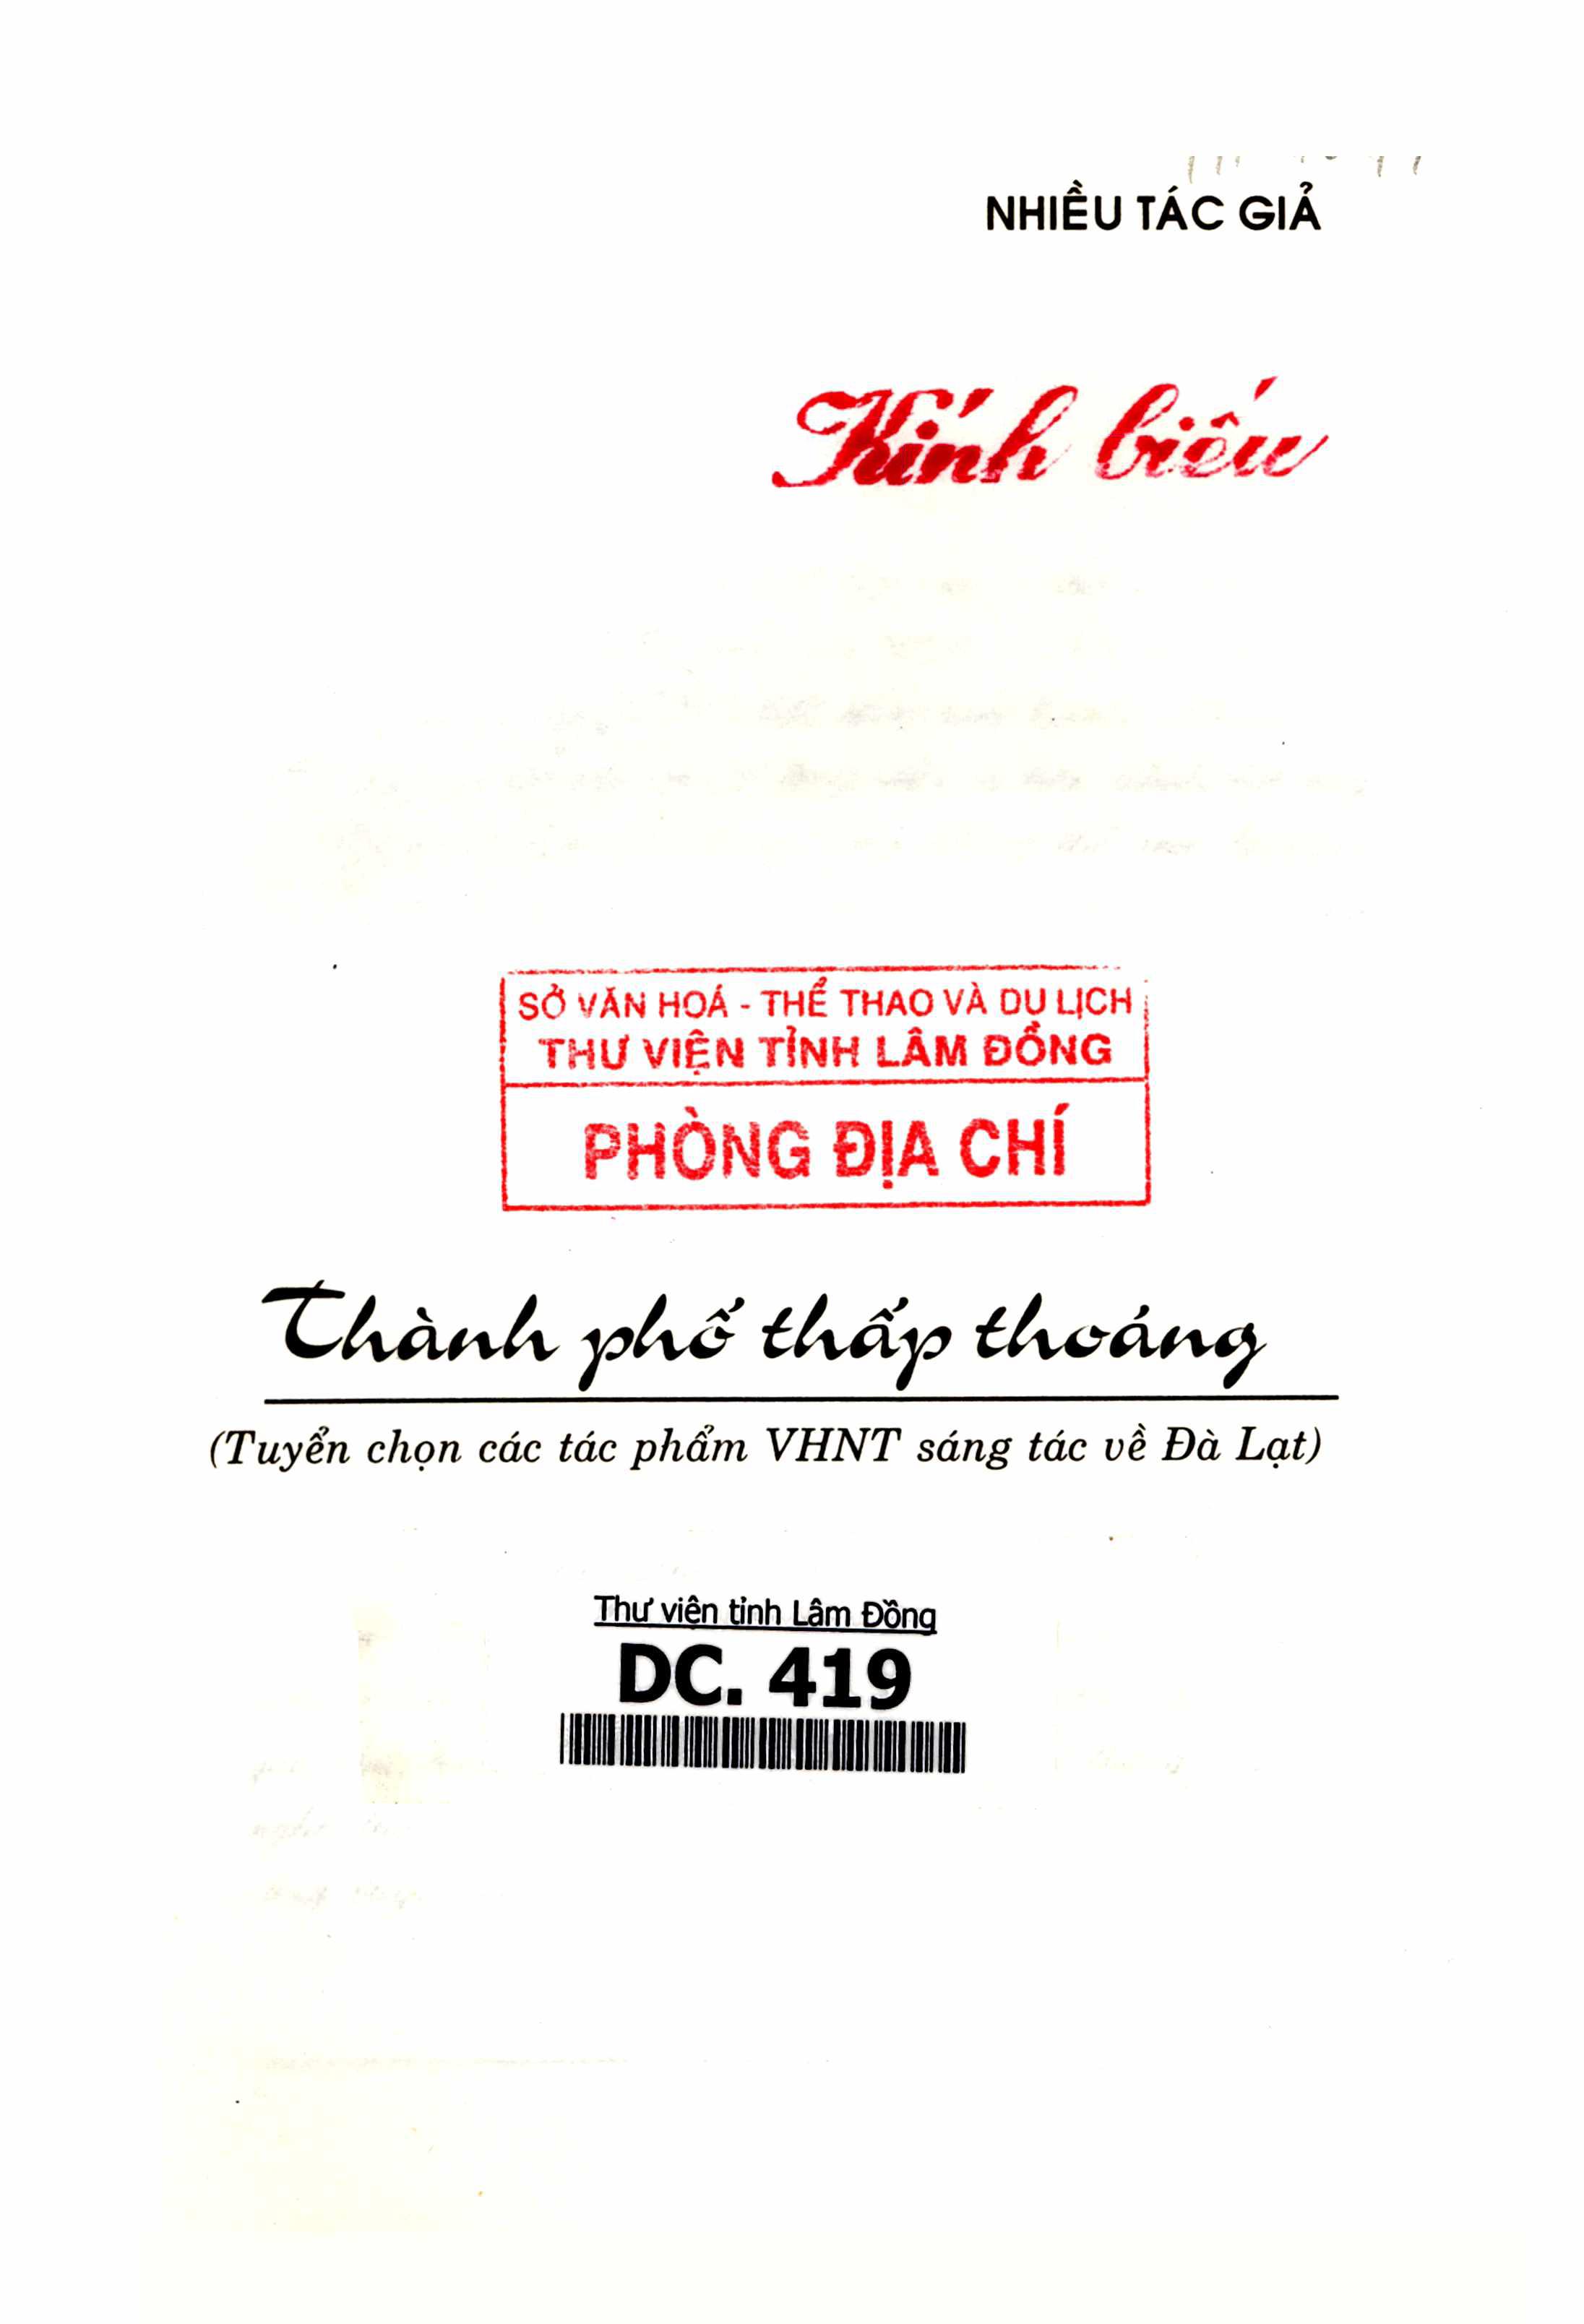 NHIỀU TÁC GIẢ
Kính biếu
SỞ VĂN HOÁ - THỂ THAO VÀ DU LỊCH
THƯ VIỆN TỈNH LÂM ĐỒNG
PHÒNG ĐỊA CHÍ
Thành phố thấp thoáng
(Tuyển chọn các tác phẩm VHNT sáng tác về Đà Lạt)
Thư viện tỉnh Lâm Đồng
DC. 419